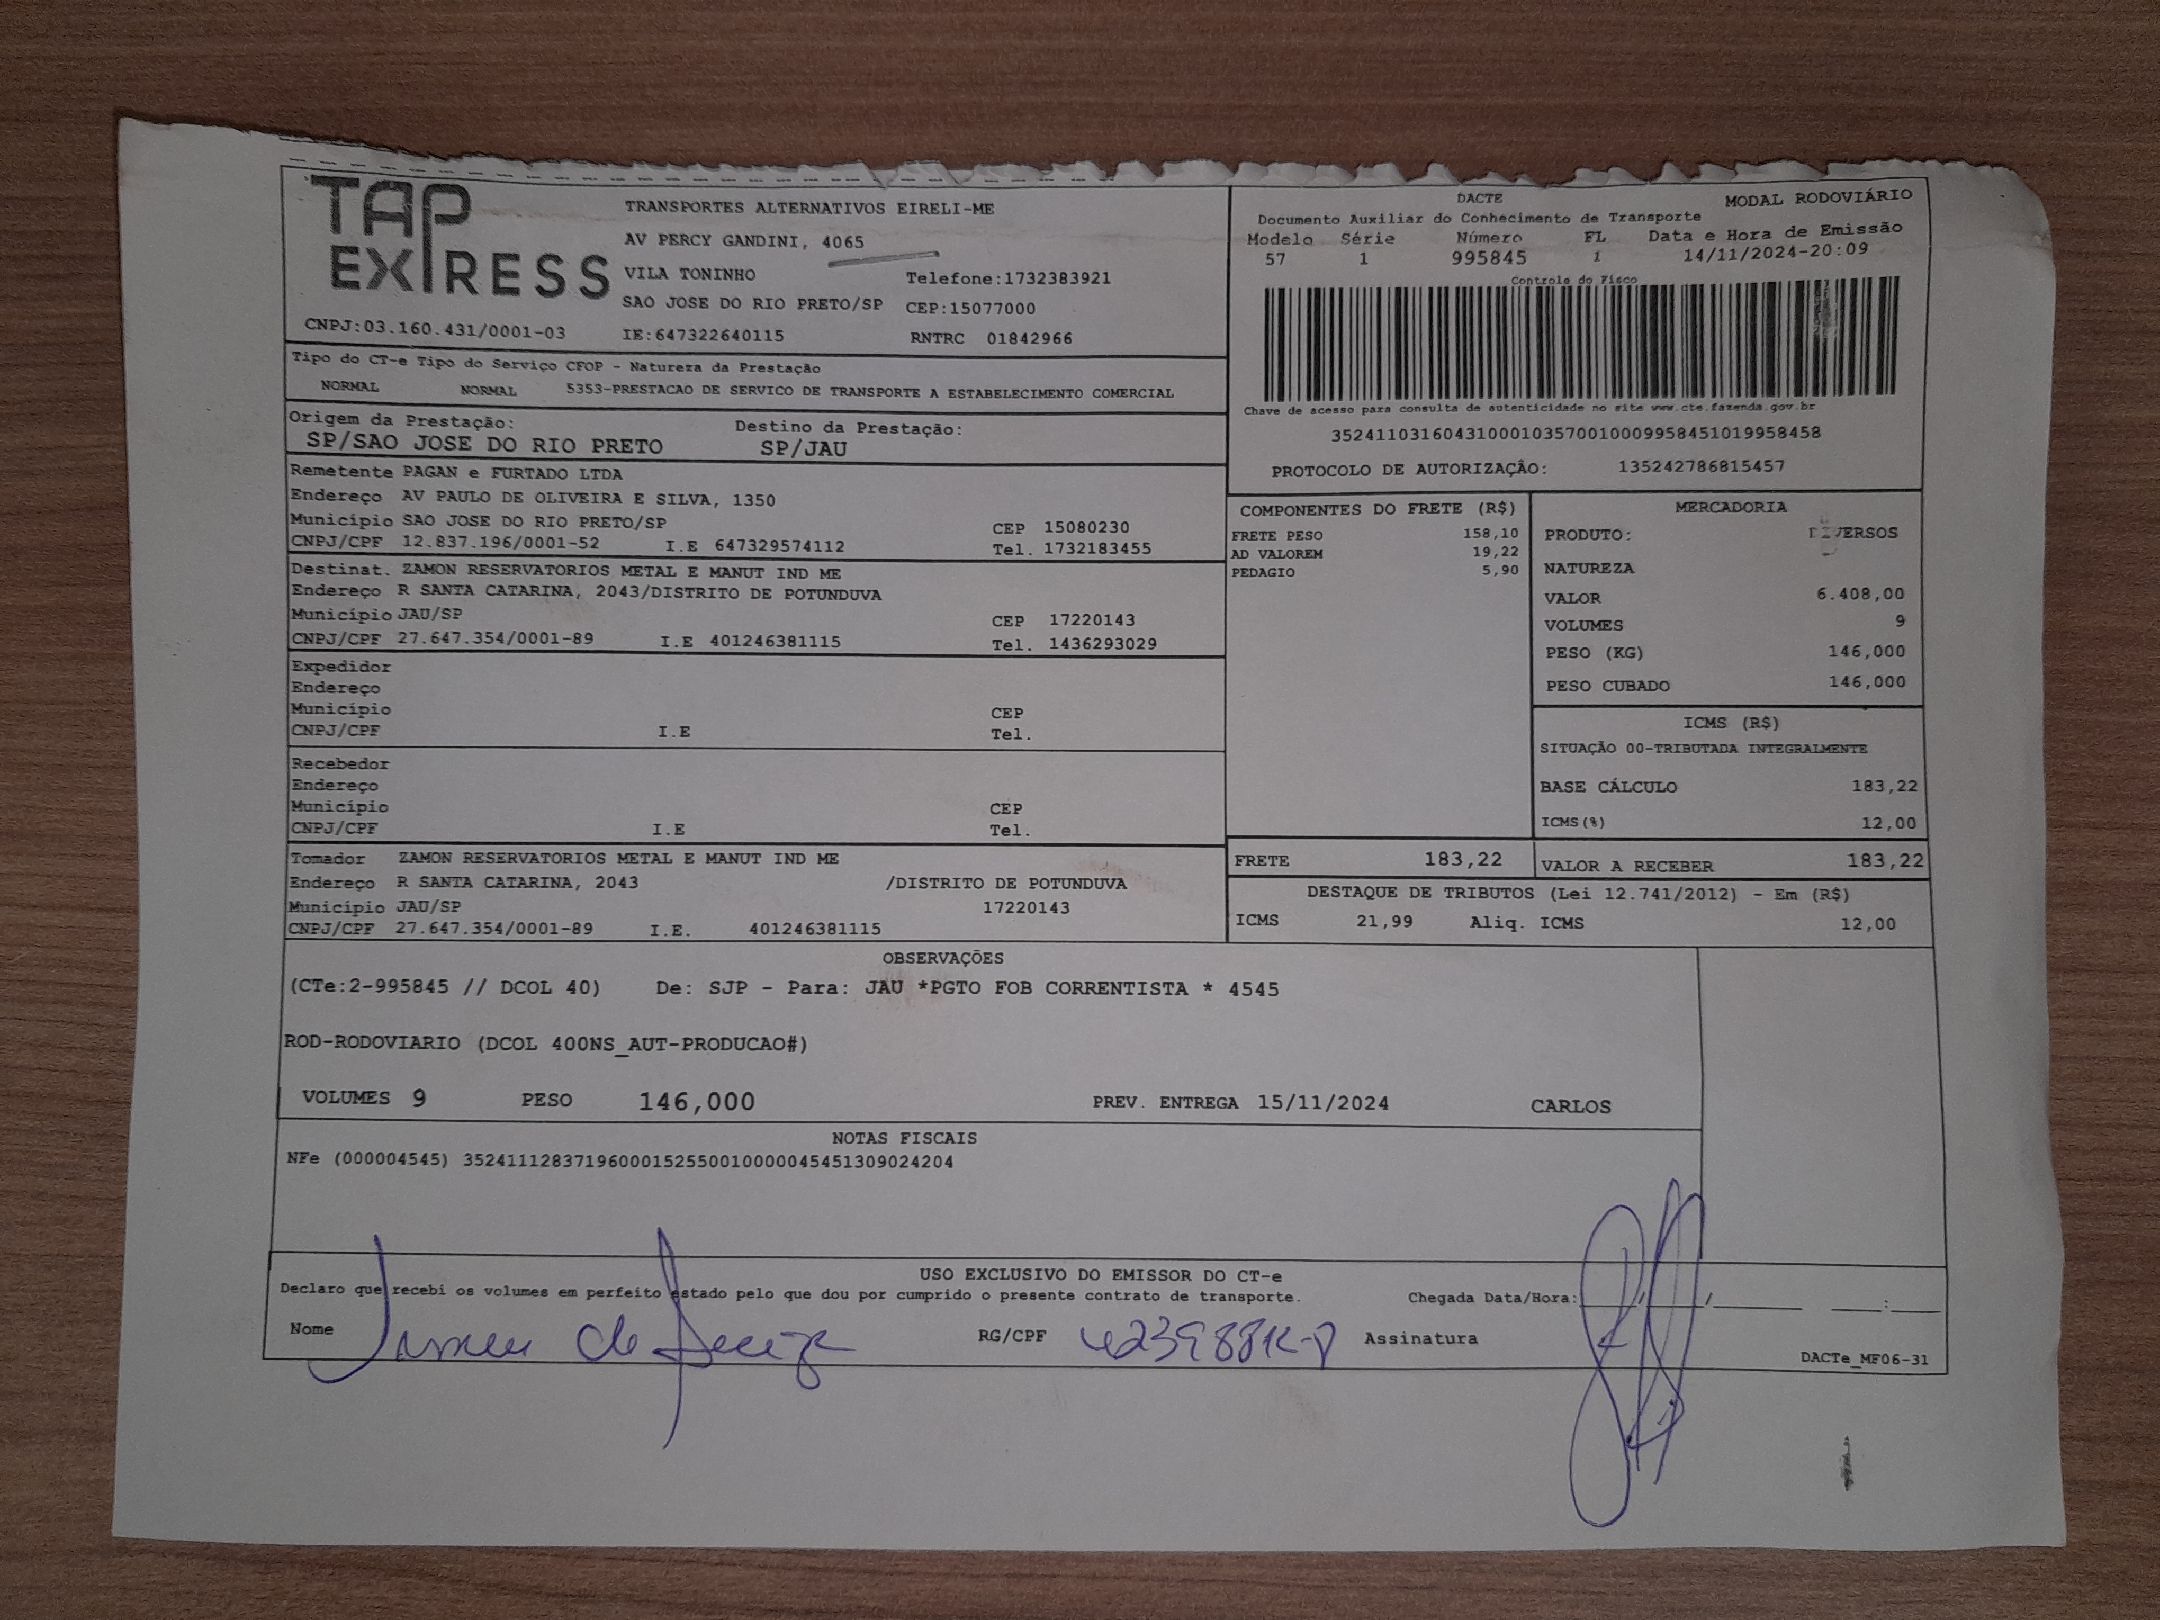 TAP EXPRESS
TRANSPORTES ALTERNATIVOS EIRELI-ME
AV PERCY GANDINI, 4065
VILA TONINHO Telefone:1732383921
SAO JOSE DO RIO PRETO/SP CEP:15077000
CNPJ:03.160.431/0001-03 IE:647322640115 RNTRC 01842966
DACTE MODAL RODOVIÁRIO
Documento Auxiliar do Conhecimento de Transporte
Modelo Série Número FL Data e Hora de Emissão
57 1 995845 1 14/11/2024-20:09
Controle do Fisco
Chave de acesso para consulta de autenticidade no site www.cte.fazenda.gov.br
35241103160431000103570010009958451019958458
PROTOCOLO DE AUTORIZAÇÃO: 135242786815457
Tipo do CT-e Tipo do Serviço CFOP - Natureza da Prestação
NORMAL NORMAL 5353-PRESTACAO DE SERVICO DE TRANSPORTE A ESTABELECIMENTO COMERCIAL
Origem da Prestação: Destino da Prestação:
SP/SAO JOSE DO RIO PRETO SP/JAU
Remetente PAGAN e FURTADO LTDA
Endereço AV PAULO DE OLIVEIRA E SILVA, 1350
Município SAO JOSE DO RIO PRETO/SP CEP 15080230
CNPJ/CPF 12.837.196/0001-52 I.E 647329574112 Tel. 1732183455
Destinat. ZAMON RESERVATORIOS METAL E MANUT IND ME
Endereço R SANTA CATARINA, 2043/DISTRITO DE POTUNDUVA
Município JAU/SP CEP 17220143
CNPJ/CPF 27.647.354/0001-89 I.E 401246381115 Tel. 1436293029
Expedidor
Endereço
Município CEP
CNPJ/CPF I.E Tel.
Recebedor
Endereço
Município CEP
CNPJ/CPF I.E Tel.
Tomador ZAMON RESERVATORIOS METAL E MANUT IND ME
Endereço R SANTA CATARINA, 2043 /DISTRITO DE POTUNDUVA
Município JAU/SP 17220143
CNPJ/CPF 27.647.354/0001-89 I.E. 401246381115
COMPONENTES DO FRETE (R$)
FRETE PESO 158,10
AD VALOREM 19,22
PEDAGIO 5,90
MERCADORIA
PRODUTO: DIVERSOS
NATUREZA
VALOR 6.408,00
VOLUMES 9
PESO (KG) 146,000
PESO CUBADO 146,000
ICMS (R$)
SITUAÇÃO 00-TRIBUTADA INTEGRALMENTE
BASE CÁLCULO 183,22
ICMS(%) 12,00
FRETE 183,22 VALOR A RECEBER 183,22
DESTAQUE DE TRIBUTOS (Lei 12.741/2012) - Em (R$)
ICMS 21,99 Aliq. ICMS 12,00
OBSERVAÇÕES
(CTe:2-995845 // DCOL 40) De: SJP - Para: JAU *PGTO FOB CORRENTISTA * 4545
ROD-RODOVIARIO (DCOL 400NS_AUT-PRODUCAO#)
VOLUMES 9 PESO 146,000 PREV. ENTREGA 15/11/2024 CARLOS
NOTAS FISCAIS
NFe (000004545) 35241112837196000152550010000045451309024204
USO EXCLUSIVO DO EMISSOR DO CT-e
Declaro que recebi os volumes em perfeito estado pelo que dou por cumprido o presente contrato de transporte. Chegada Data/Hora:
Nome de RG/CPF Assinatura
DACTe_MF06-31